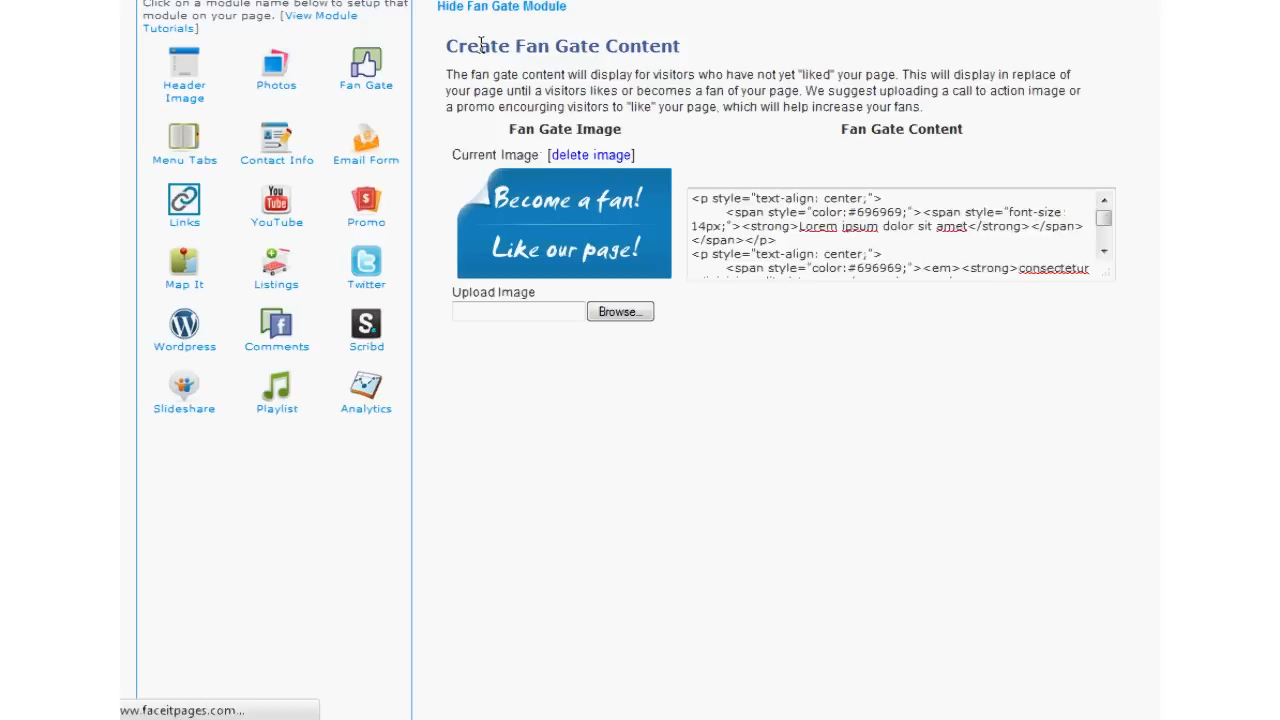 Click on a module name below to setup that
module on your page. [View Module
Tutorials]
Header
Image
Photos
Fan Gate
Menu Tabs
Contact Info
Email Form
Links
You
Tube
YouTube
Promo
Map It
Listings
Twitter
Wordpress
Comments
Scribd
Slideshare
Playlist
Analytics
Hide Fan Gate Module
Create Fan Gate Content
The fan gate content will display for visitors who have not yet "liked" your page. This will display in replace of
your page until a visitors likes or becomes a fan of your page. We suggest uploading a call to action image or
a promo encourging visitors to "like" your page, which will help increase your fans.
Fan Gate Image
Current Image: [delete image]
Become a fan!
Like our page!
Upload Image
Browse...
Fan Gate Content
<p style="text-align: center;">
<span style="color:#696969;"><span style="font-size:
14px;"><strong>Lorem ipsum dolor sit amet</strong></span>
</span></p>
<p style="text-align: center;">
<span style="color:#696969;"><em><strong>consectetur
ww.faceitpages.com...